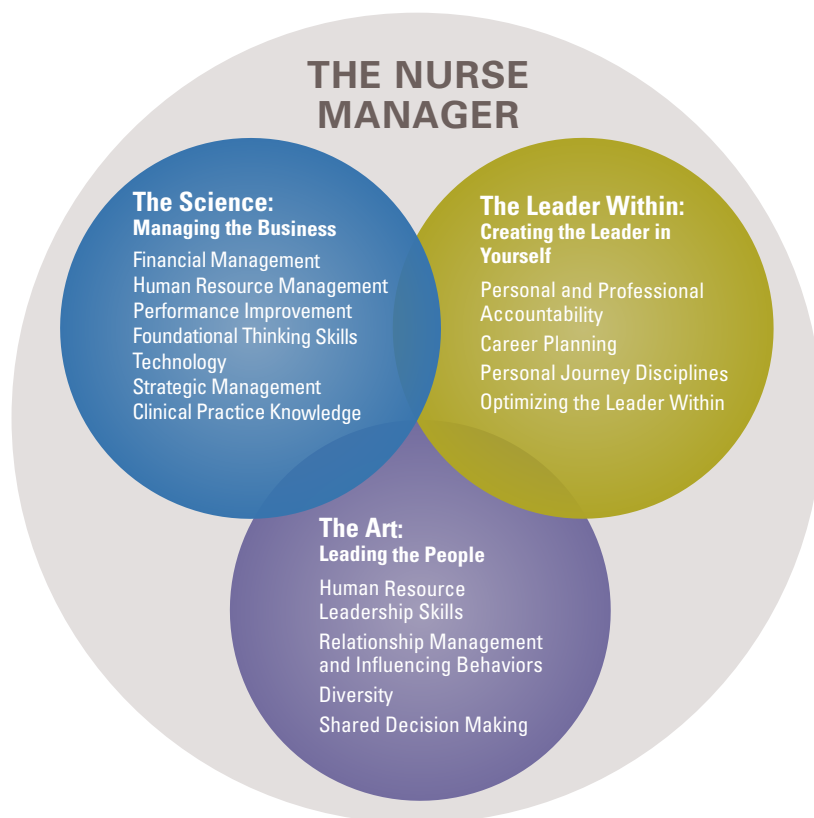 THE NURSE
MANAGER
The Science:
Managing the Business
Financial Management
Human Resource Management
Performance Improvement
Foundational Thinking Skills
Technology
Strategic Management
Clinical Practice Knowledge
The Leader Within:
Creating the Leader in
Yourself
Personal and Professional
Accountability
Career Planning
Personal Journey Disciplines
Optimizing the Leader Within
The Art:
Leading the People
Human Resource
Leadership Skills
Relationship Management
and Influencing Behaviors
Diversity
Shared Decision Making